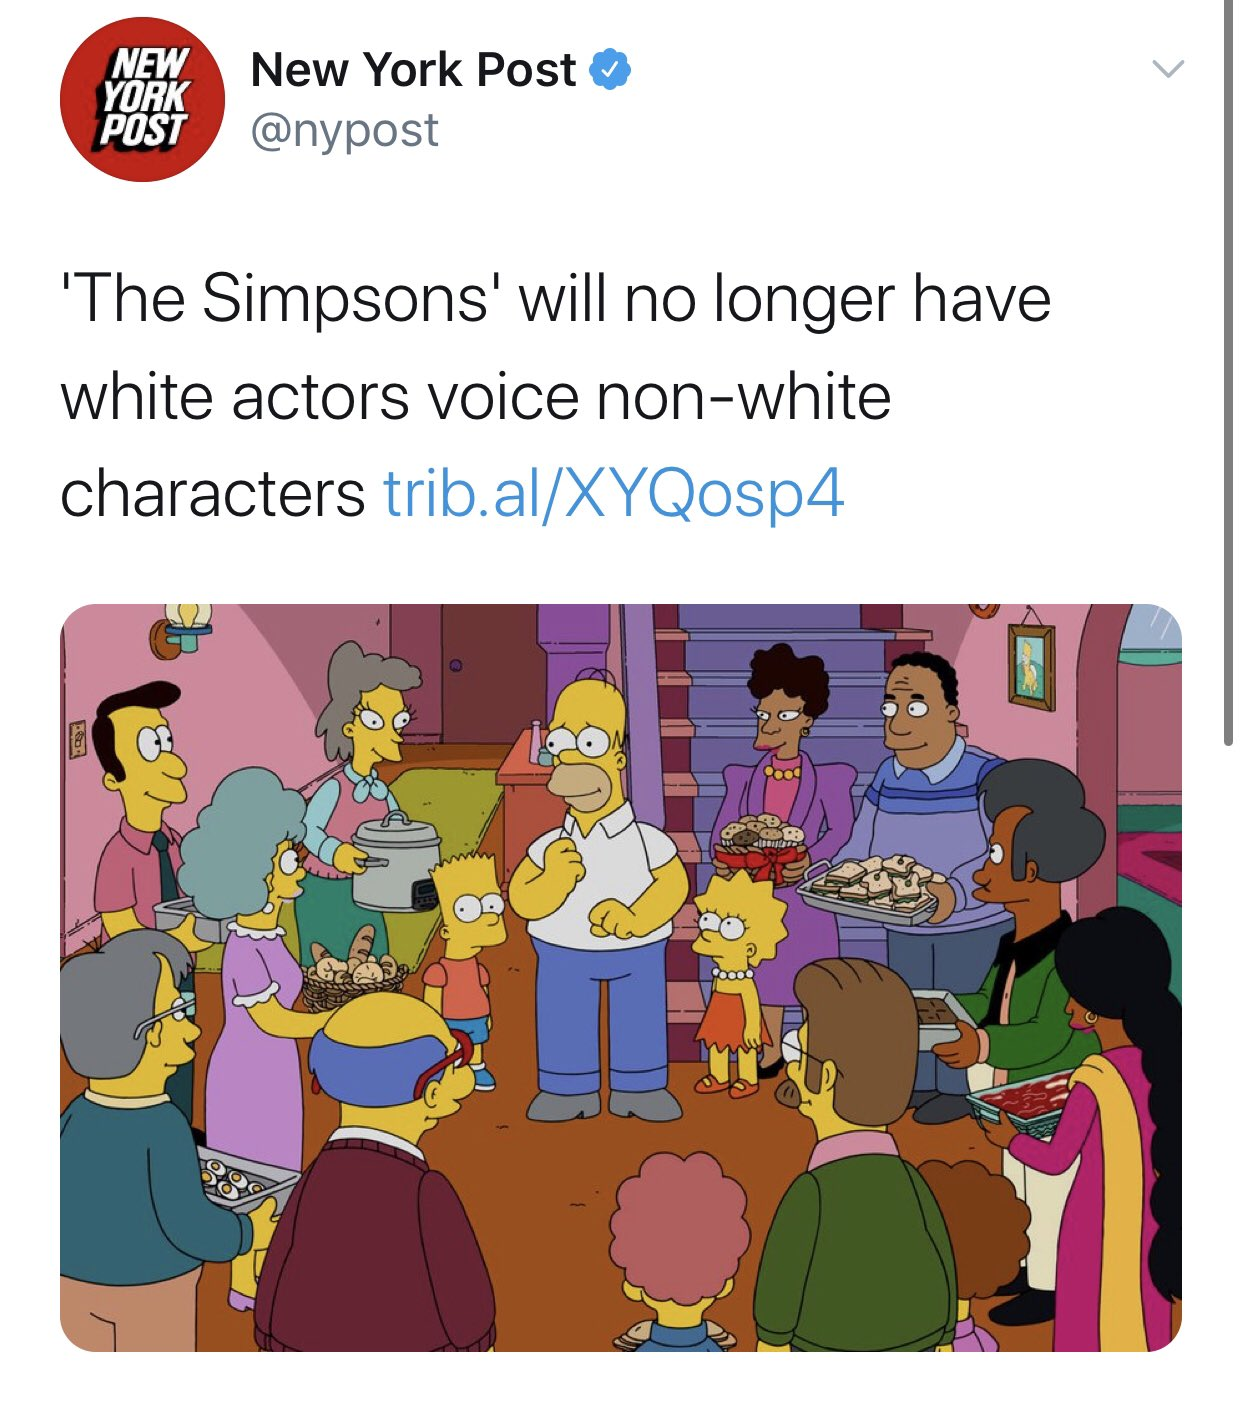 NEW
YORK
POST
New York Post
@nypost
'The Simpsons' will no longer have
white actors voice non-white
characters trib.al/XYQosp4